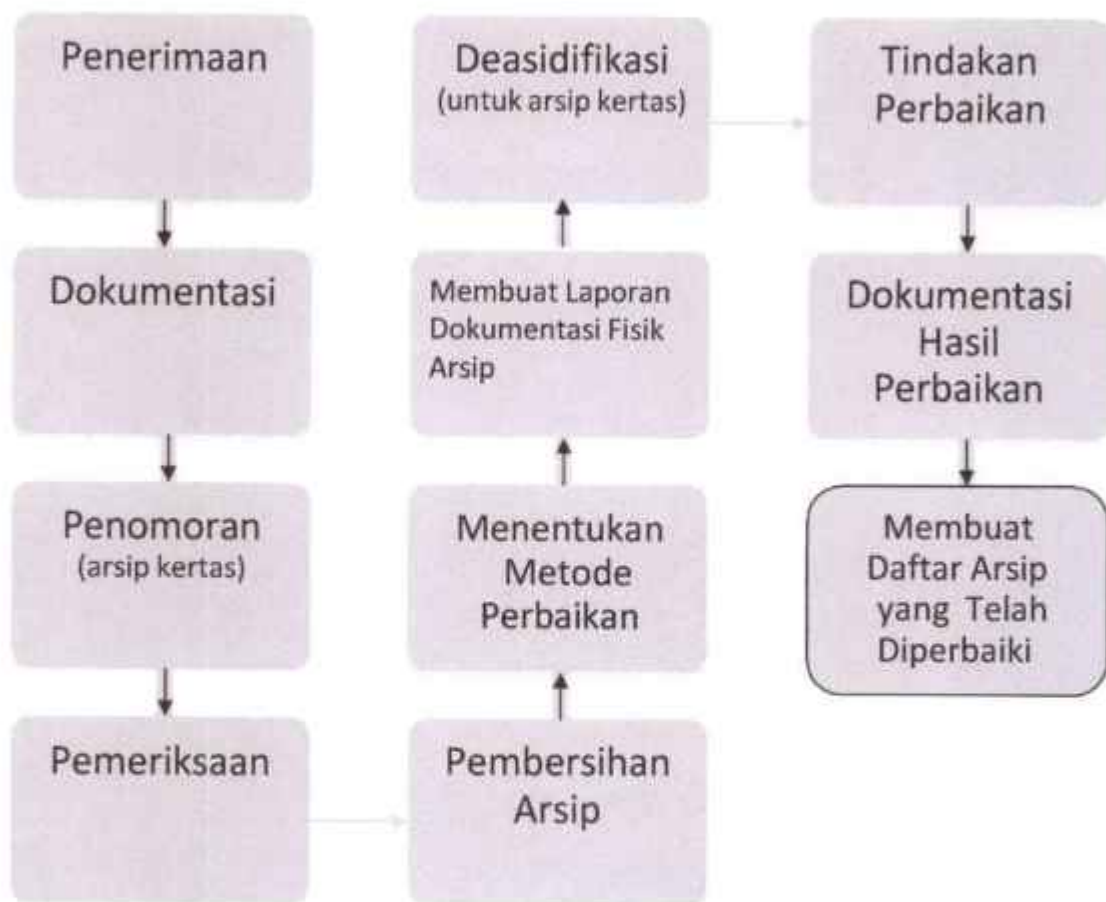 Penerimaan
Dokumentasi
Penomoran
(arsip kertas)
Pemeriksaan
Pembersihan
Arsip
Menentukan
Metode
Perbaikan
Membuat Laporan
Dokumentasi Fisik
Arsip
Deasidifikasi
(untuk arsip kertas)
Tindakan
Perbaikan
Dokumentasi
Hasil
Perbaikan
Membuat
Daftar Arsip
yang Telah
Diperbaiki